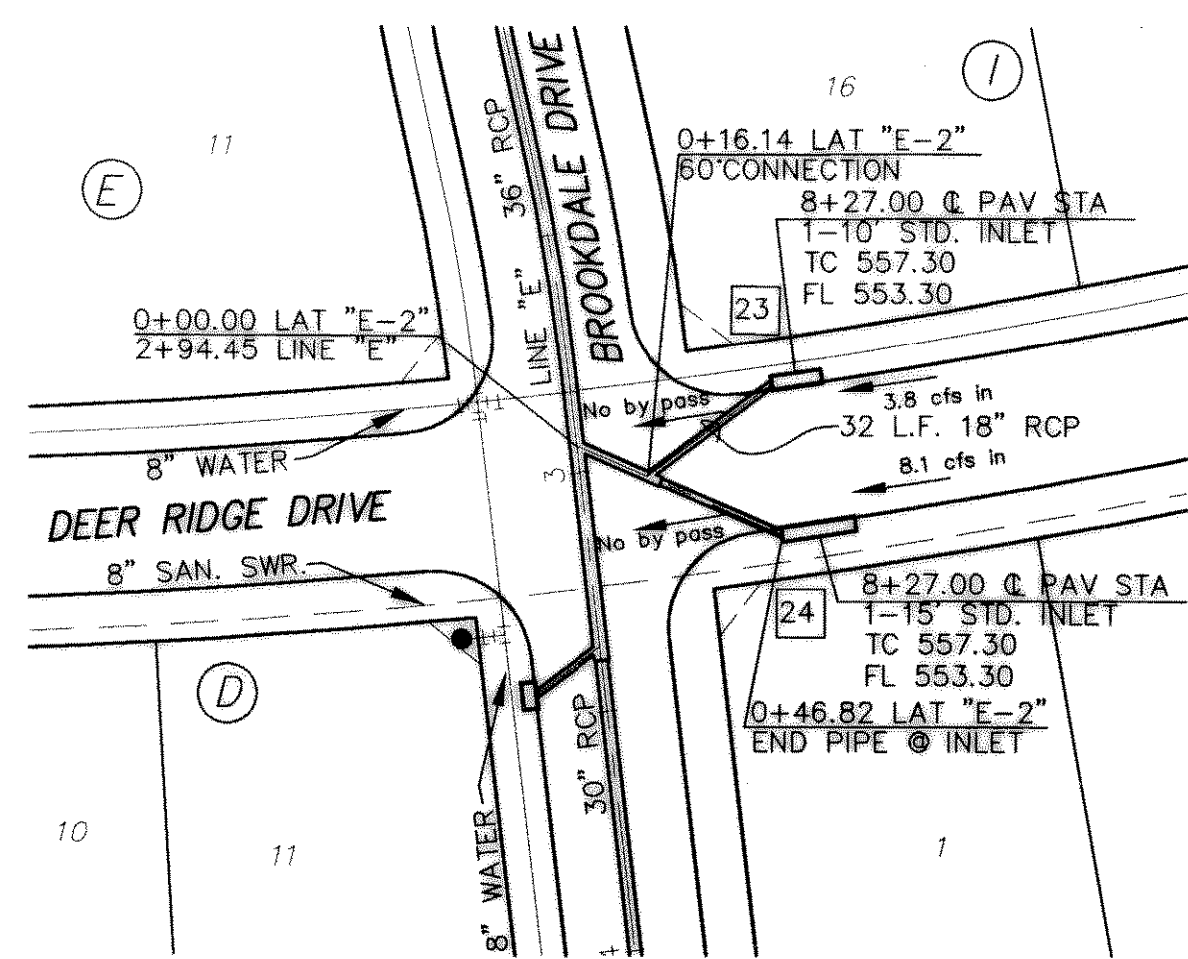 I
16
11
E
36" RCP
BROOKDALE DRIVE
0+16.14 LAT "E-2"
60°CONNECTION
8+27.00 ℄ PAV STA
1-10' STD. INLET
TC 557.30
FL 553.30
23
LINE "E"
0+00.00 LAT "E-2"
2+94.45 LINE "E"
No by pass
3.8 cfs in
32 L.F. 18" RCP
8" WATER
3
8.1 cfs in
DEER RIDGE DRIVE
No by pass
8" SAN. SWR.
8+27.00 ℄ PAV STA
24
1-15' STD. INLET
TC 557.30
FL 553.30
D
0+46.82 LAT "E-2"
END PIPE @ INLET
30" RCP
8" WATER
10
11
1
4